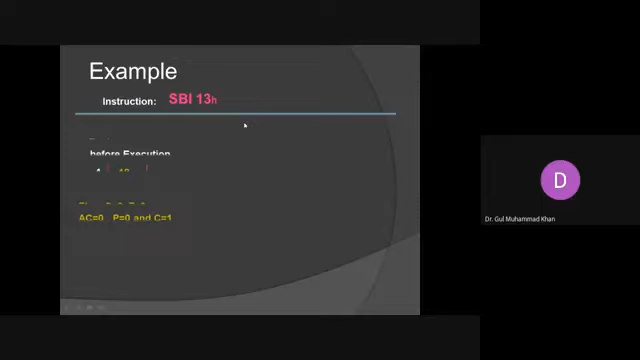 Example
Instruction: SBI 13h
before Execution
AC=0 P=0 and C=1
D
Dr. Gul Muhammad Khan